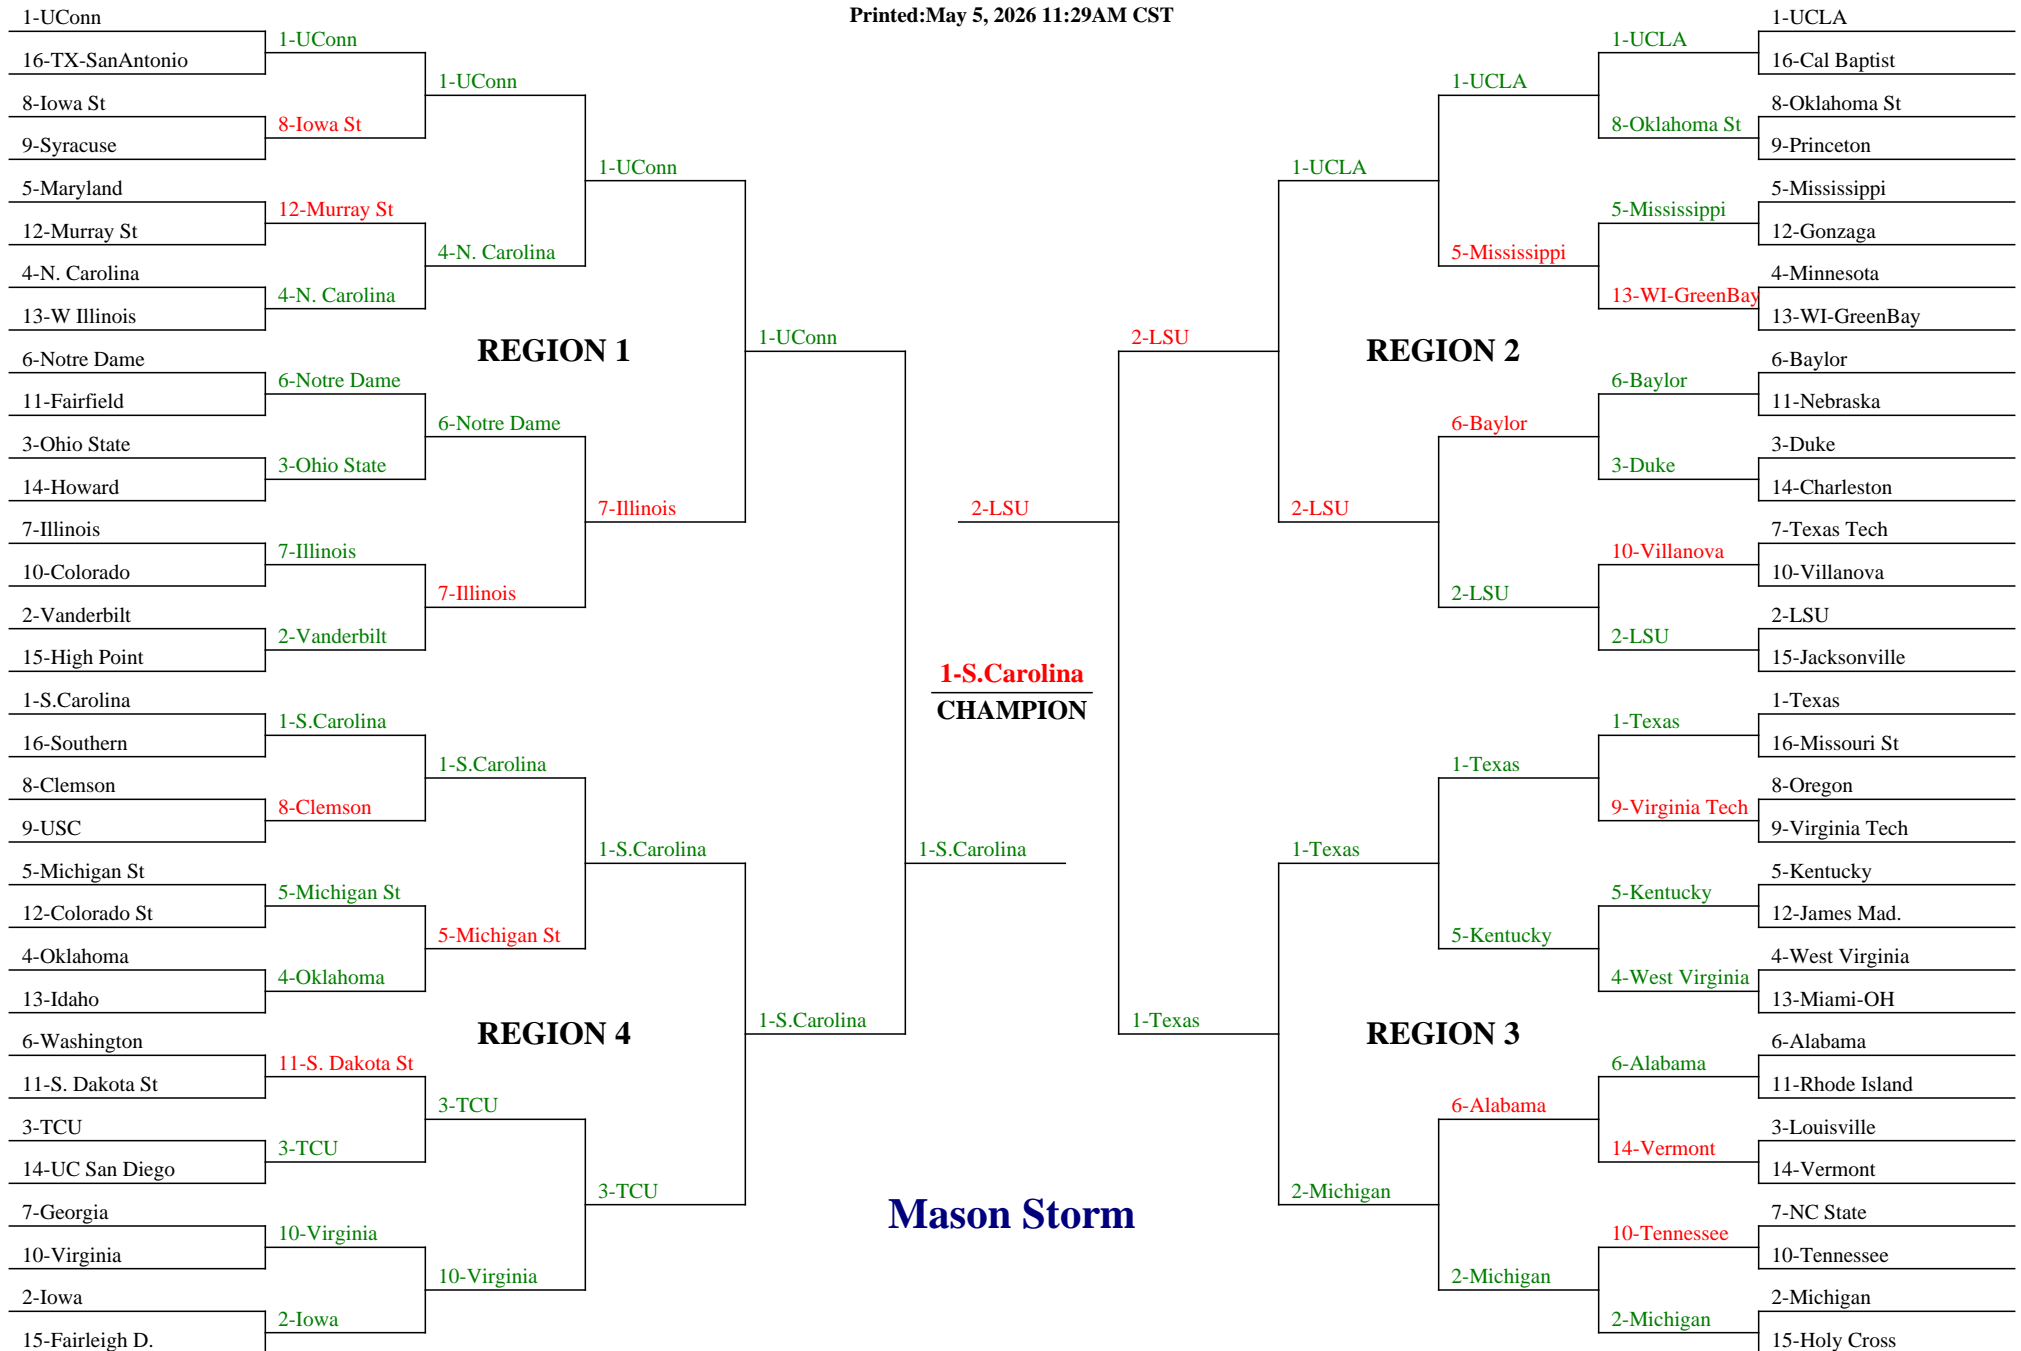 Printed:May 5, 2026 11:29AM CST
1-UConn
16-TX-SanAntonio
8-Iowa St
9-Syracuse
5-Maryland
12-Murray St
4-N. Carolina
13-W Illinois
6-Notre Dame
11-Fairfield
3-Ohio State
14-Howard
7-Illinois
10-Colorado
2-Vanderbilt
15-High Point
1-S.Carolina
16-Southern
8-Clemson
9-USC
5-Michigan St
12-Colorado St
4-Oklahoma
13-Idaho
6-Washington
11-S. Dakota St
3-TCU
14-UC San Diego
7-Georgia
10-Virginia
2-Iowa
15-Fairleigh D.
1-UConn
8-Iowa St
12-Murray St
4-N. Carolina
6-Notre Dame
3-Ohio State
7-Illinois
2-Vanderbilt
1-S.Carolina
8-Clemson
5-Michigan St
4-Oklahoma
11-S. Dakota St
3-TCU
10-Virginia
2-Iowa
1-UConn
4-N. Carolina
6-Notre Dame
7-Illinois
1-S.Carolina
5-Michigan St
3-TCU
10-Virginia
REGION 1
REGION 4
1-UConn
7-Illinois
1-S.Carolina
3-TCU
1-UConn
1-S.Carolina
1-S.Carolina
1-S.Carolina
CHAMPION
Mason Storm
2-LSU
2-LSU
1-Texas
1-UCLA
2-LSU
1-Texas
2-Michigan
REGION 2
REGION 3
1-UCLA
5-Mississippi
6-Baylor
2-LSU
1-Texas
5-Kentucky
6-Alabama
2-Michigan
1-UCLA
8-Oklahoma St
5-Mississippi
13-WI-GreenBay
6-Baylor
3-Duke
10-Villanova
2-LSU
1-Texas
9-Virginia Tech
5-Kentucky
4-West Virginia
6-Alabama
14-Vermont
10-Tennessee
2-Michigan
1-UCLA
16-Cal Baptist
8-Oklahoma St
9-Princeton
5-Mississippi
12-Gonzaga
4-Minnesota
13-WI-GreenBay
6-Baylor
11-Nebraska
3-Duke
14-Charleston
7-Texas Tech
10-Villanova
2-LSU
15-Jacksonville
1-Texas
16-Missouri St
8-Oregon
9-Virginia Tech
5-Kentucky
12-James Mad.
4-West Virginia
13-Miami-OH
6-Alabama
11-Rhode Island
3-Louisville
14-Vermont
7-NC State
10-Tennessee
2-Michigan
15-Holy Cross